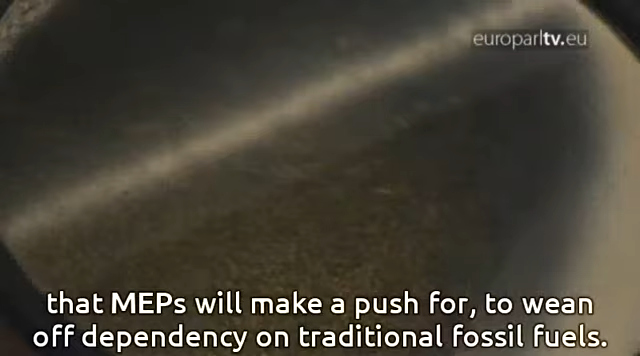 europarltv.eu
that MEPs will make a push for, to wean
off dependency on traditional fossil fuels.